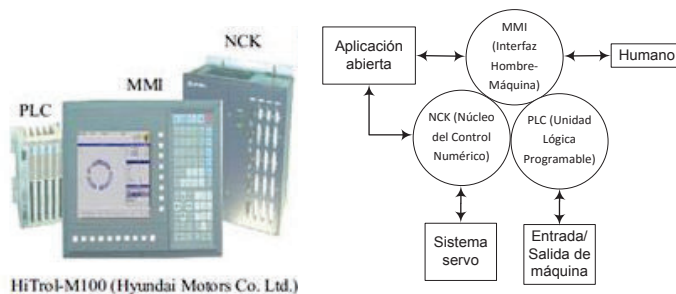 NCK
MMI
PLC
HiTrol-M100 (Hyundai Motors Co. Ltd.)
Aplicación
abierta
MMI
(Interfaz
Hombre-
Máquina)
Humano
NCK (Núcleo
del Control
Numérico)
PLC (Unidad
Lógica
Programable)
Sistema
servo
Entrada/
Salida de
máquina